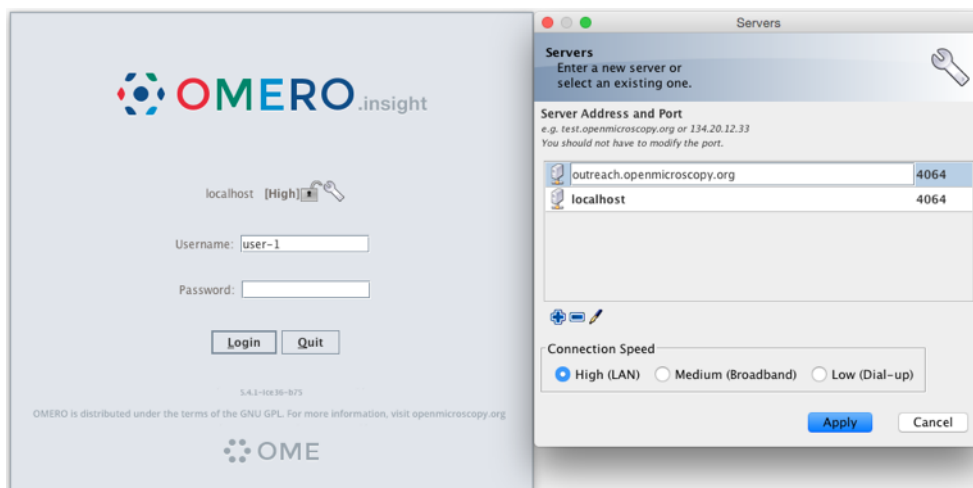 OMERO.insight
localhost [High]
Username: user-1
Password:
Login Quit
5.4.1-ice36-b75
OMERO is distributed under the terms of the GNU GPL. For more information, visit openmicroscopy.org
OME
Servers
Servers
Enter a new server or
select an existing one.
Server Address and Port
e.g. test.openmicroscopy.org or 134.20.12.33
You should not have to modify the port.
outreach.openmicroscopy.org 4064
localhost 4064
Connection Speed
High (LAN) Medium (Broadband) Low (Dial-up)
Apply Cancel